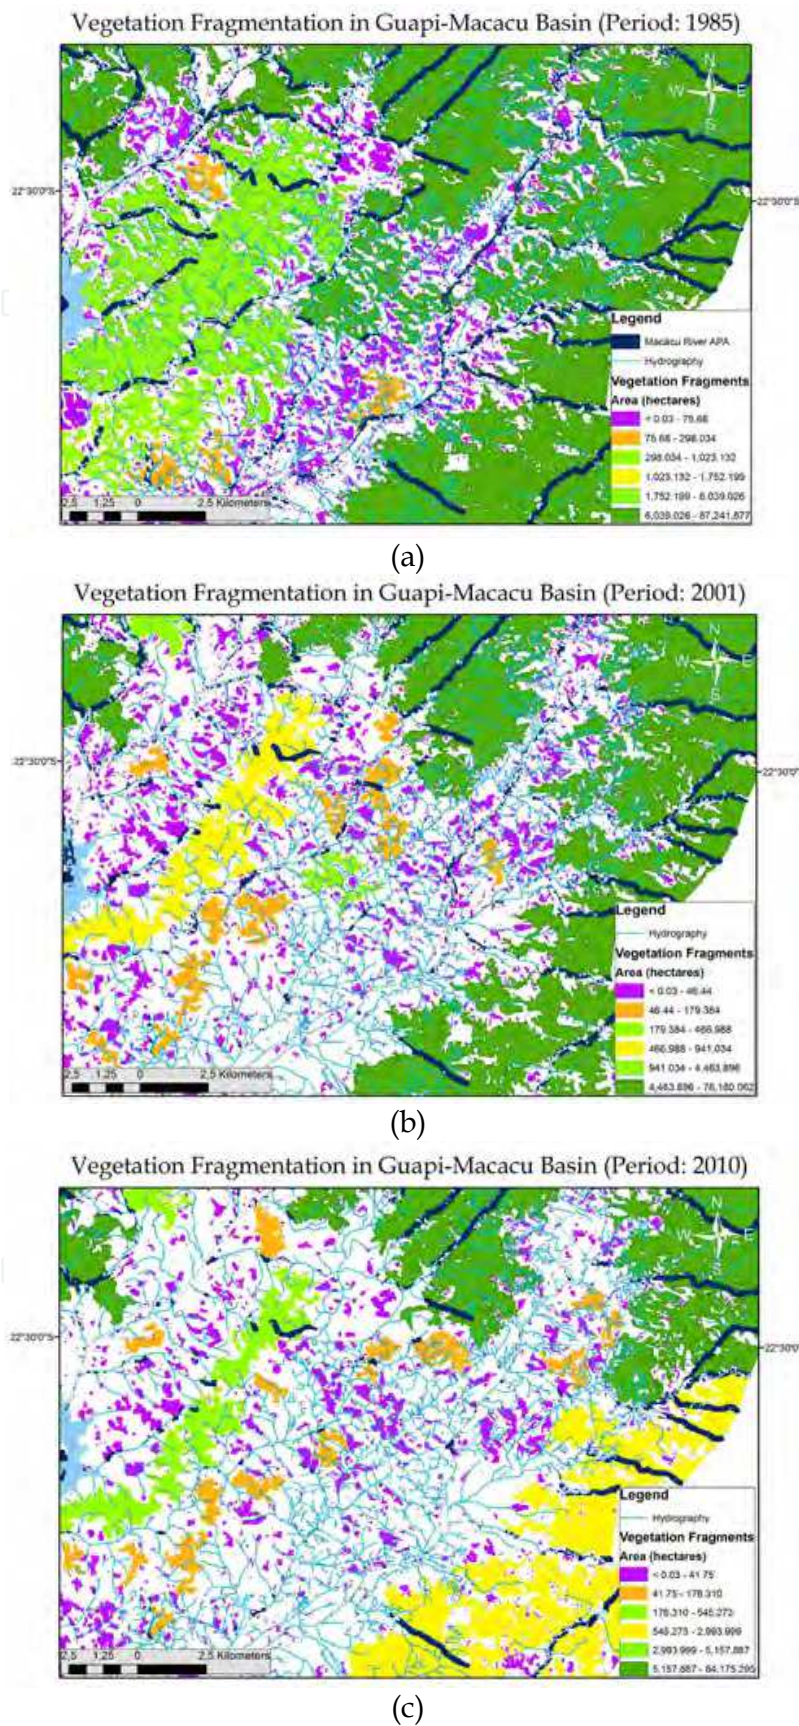 Vegetation Fragmentation in Guapi-Macacu Basin (Period: 1985)
N
W E
S
22°30'0"S
22°30'0"S
Legend
Macacu River APA
Hydrography
Vegetation Fragments
Area (hectares)
< 0.03 - 75.68
75.68 - 298.034
298.034 - 1,023.132
1,023.132 - 1,752.199
1,752.199 - 6,039.026
6,039.026 - 87,241.877
2,5 1,25 0 2,5 Kilometers
(a)
Vegetation Fragmentation in Guapi-Macacu Basin (Period: 2001)
N
W E
S
22°30'0"S
22°30'0"S
Legend
Hydrography
Vegetation Fragments
Area (hectares)
< 0.03 - 46.44
46.44 - 179.384
179.384 - 466.988
466.988 - 941.034
941.034 - 4,463.896
4,463.896 - 76,180.062
2,5 1,25 0 2,5 Kilometers
(b)
Vegetation Fragmentation in Guapi-Macacu Basin (Period: 2010)
N
W E
S
22°30'0"S
22°30'0"S
Legend
Hydrography
Vegetation Fragments
Area (hectares)
< 0.03 - 41.75
41.75 - 178.310
178.310 - 545.273
545.273 - 2,993.999
2,993.999 - 5,157.887
5,157.887 - 64,175.295
2,5 1,25 0 2,5 Kilometers
(c)